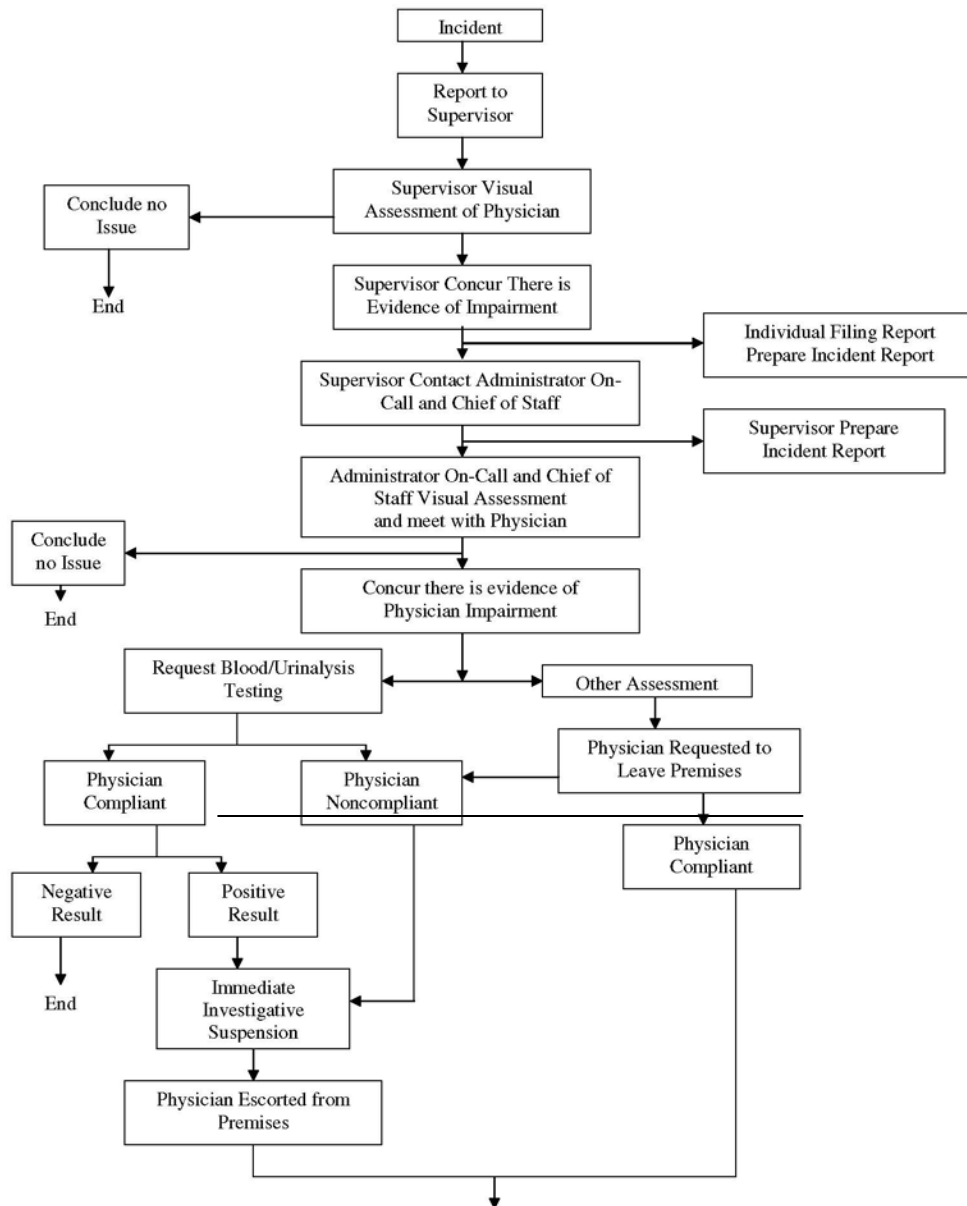 Incident
Report to
Supervisor
Supervisor Visual
Assessment of Physician
Conclude no
Issue
End
Supervisor Concur There is
Evidence of Impairment
Individual Filing Report
Prepare Incident Report
Supervisor Contact Administrator On-
Call and Chief of Staff
Supervisor Prepare
Incident Report
Administrator On-Call and Chief of
Staff Visual Assessment
and meet with Physician
Conclude
no Issue
End
Concur there is evidence of
Physician Impairment
Request Blood/Urinalysis
Testing
Other Assessment
Physician Requested to
Leave Premises
Physician
Compliant
Physician
Noncompliant
Physician
Compliant
Negative
Result
Positive
Result
End
Immediate
Investigative
Suspension
Physician Escorted from
Premises